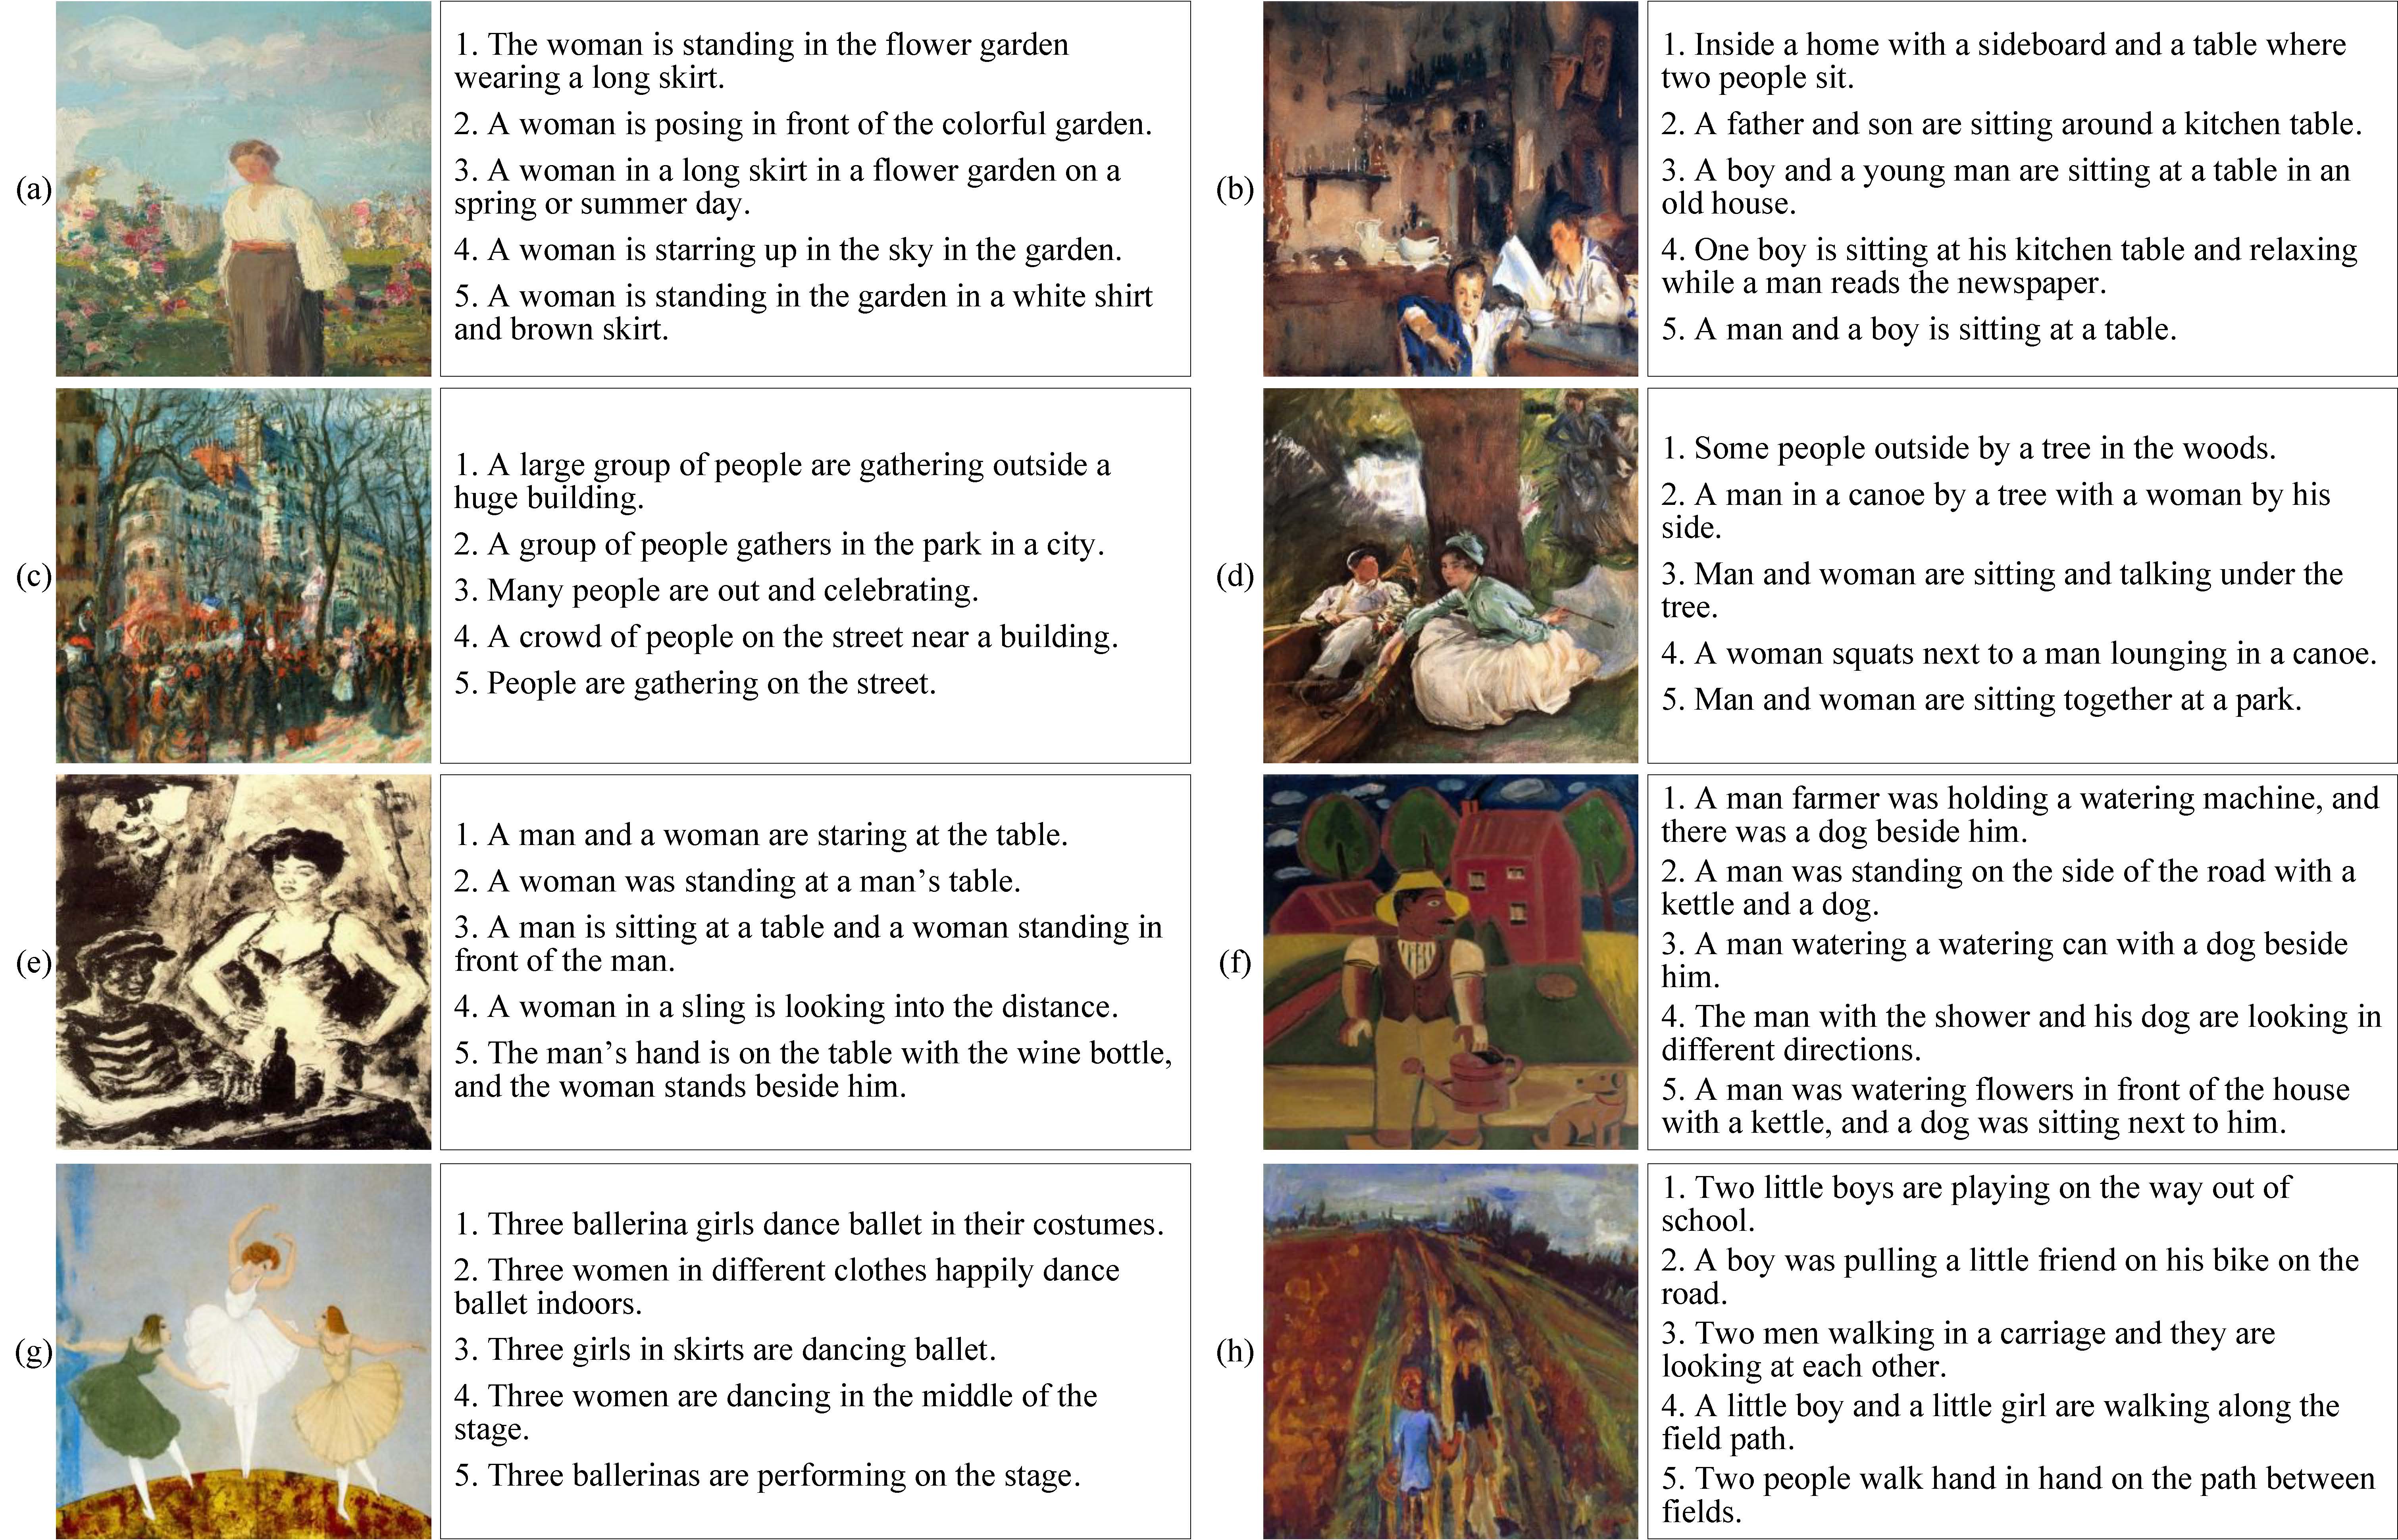 (a)
1. The woman is standing in the flower garden
wearing a long skirt.
2. A woman is posing in front of the colorful garden.
3. A woman in a long skirt in a flower garden on a
spring or summer day.
4. A woman is starring up in the sky in the garden.
5. A woman is standing in the garden in a white shirt
and brown skirt.
(b)
1. Inside a home with a sideboard and a table where
two people sit.
2. A father and son are sitting around a kitchen table.
3. A boy and a young man are sitting at a table in an
old house.
4. One boy is sitting at his kitchen table and relaxing
while a man reads the newspaper.
5. A man and a boy is sitting at a table.
(c)
1. A large group of people are gathering outside a
huge building.
2. A group of people gathers in the park in a city.
3. Many people are out and celebrating.
4. A crowd of people on the street near a building.
5. People are gathering on the street.
(d)
1. Some people outside by a tree in the woods.
2. A man in a canoe by a tree with a woman by his
side.
3. Man and woman are sitting and talking under the
tree.
4. A woman squats next to a man lounging in a canoe.
5. Man and woman are sitting together at a park.
(e)
1. A man and a woman are staring at the table.
2. A woman was standing at a man’s table.
3. A man is sitting at a table and a woman standing in
front of the man.
4. A woman in a sling is looking into the distance.
5. The man’s hand is on the table with the wine bottle,
and the woman stands beside him.
(f)
1. A man farmer was holding a watering machine, and
there was a dog beside him.
2. A man was standing on the side of the road with a
kettle and a dog.
3. A man watering a watering can with a dog beside
him.
4. The man with the shower and his dog are looking in
different directions.
5. A man was watering flowers in front of the house
with a kettle, and a dog was sitting next to him.
(g)
1. Three ballerina girls dance ballet in their costumes.
2. Three women in different clothes happily dance
ballet indoors.
3. Three girls in skirts are dancing ballet.
4. Three women are dancing in the middle of the
stage.
5. Three ballerinas are performing on the stage.
(h)
1. Two little boys are playing on the way out of
school.
2. A boy was pulling a little friend on his bike on the
road.
3. Two men walking in a carriage and they are
looking at each other.
4. A little boy and a little girl are walking along the
field path.
5. Two people walk hand in hand on the path between
fields.